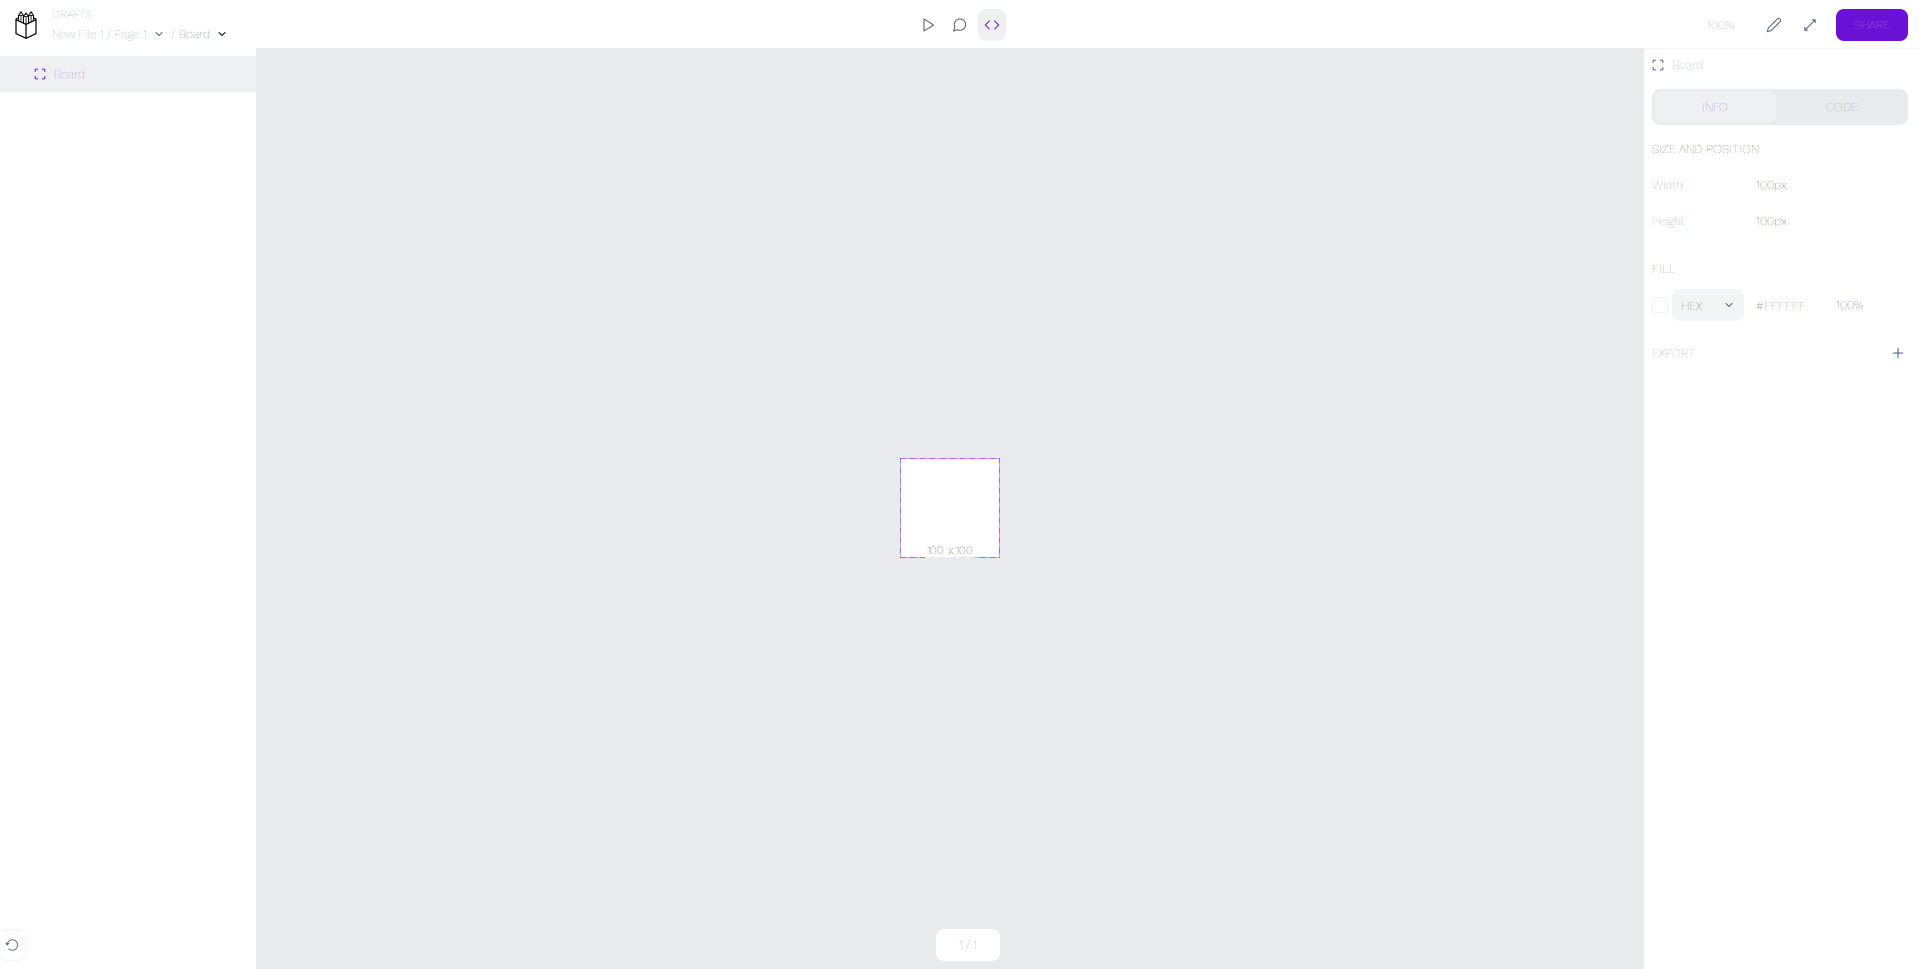 DRAFTS
New File 1 / Page 1 / Board
100%
SHARE
Board
Board
INFO
CODE
SIZE AND POSITION
Width 100px
Height 100px
FILL
HEX #FFFFFF 100%
EXPORT
100 x 100
1 / 1